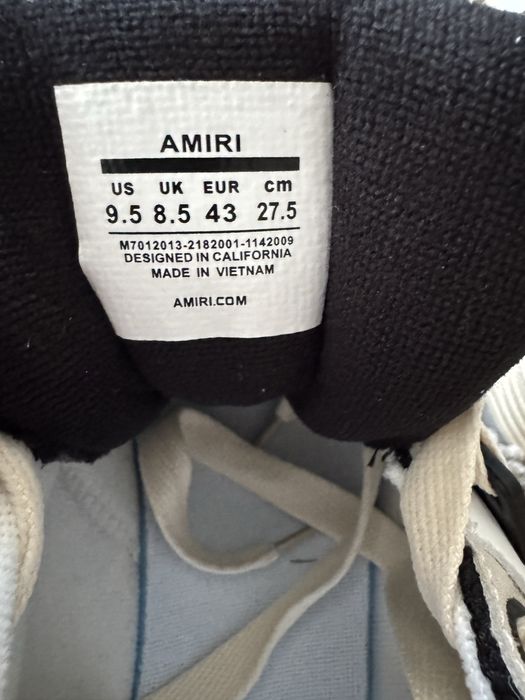 AMIRI
US UK EUR cm
9.5 8.5 43 27.5
M7012013-2182001-1142009
DESIGNED IN CALIFORNIA
MADE IN VIETNAM
AMIRI.COM